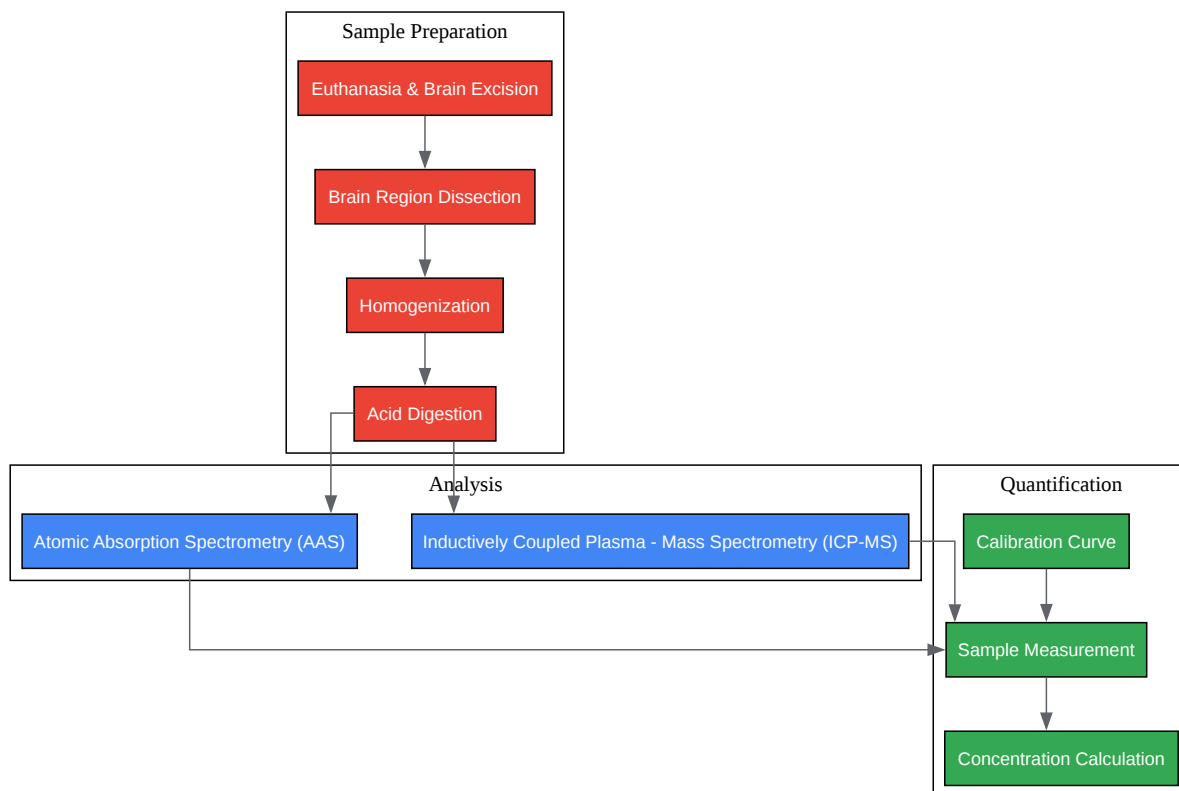 Sample Preparation
Euthanasia & Brain Excision
Brain Region Dissection
Homogenization
Acid Digestion
Analysis
Atomic Absorption Spectrometry (AAS)
Inductively Coupled Plasma - Mass Spectrometry (ICP-MS)
Quantification
Calibration Curve
Sample Measurement
Concentration Calculation